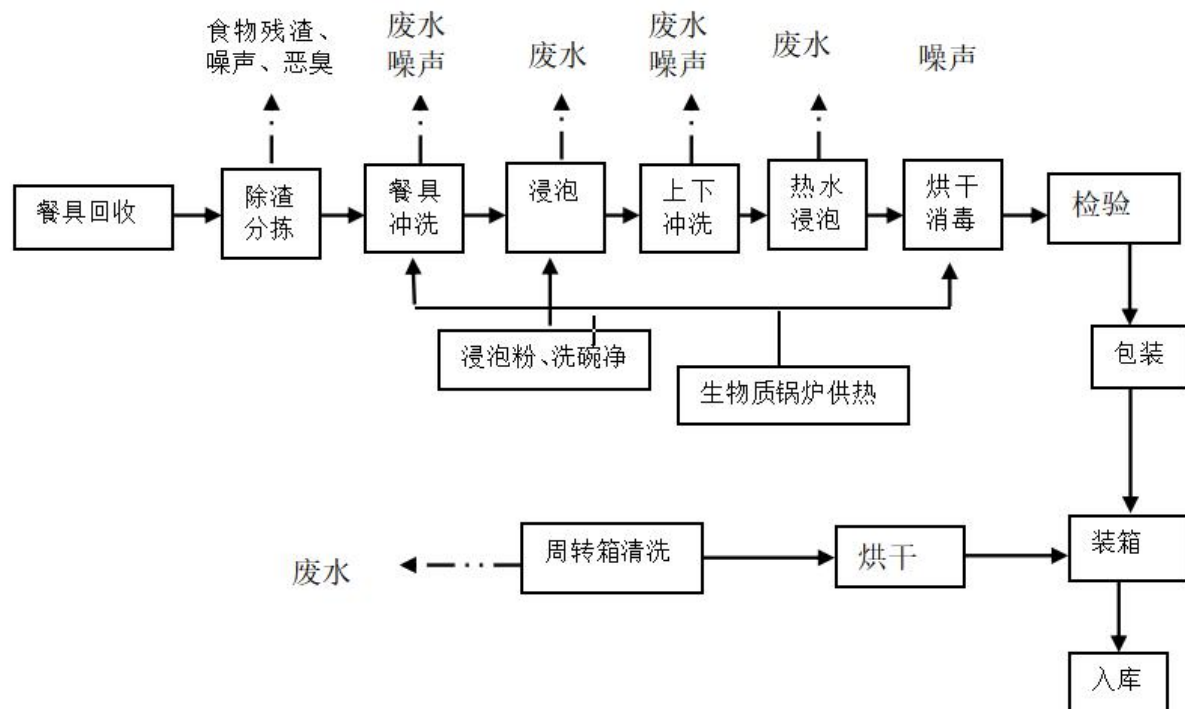 食物残渣、
噪声、恶臭
废水
噪声
废水
废水
噪声
废水
噪声
餐具回收
除渣
分拣
餐具
冲洗
浸泡
上下
冲洗
热水
浸泡
烘干
消毒
检验
浸泡粉、洗碗净
生物质锅炉供热
包装
废水
周转箱清洗
烘干
装箱
入库